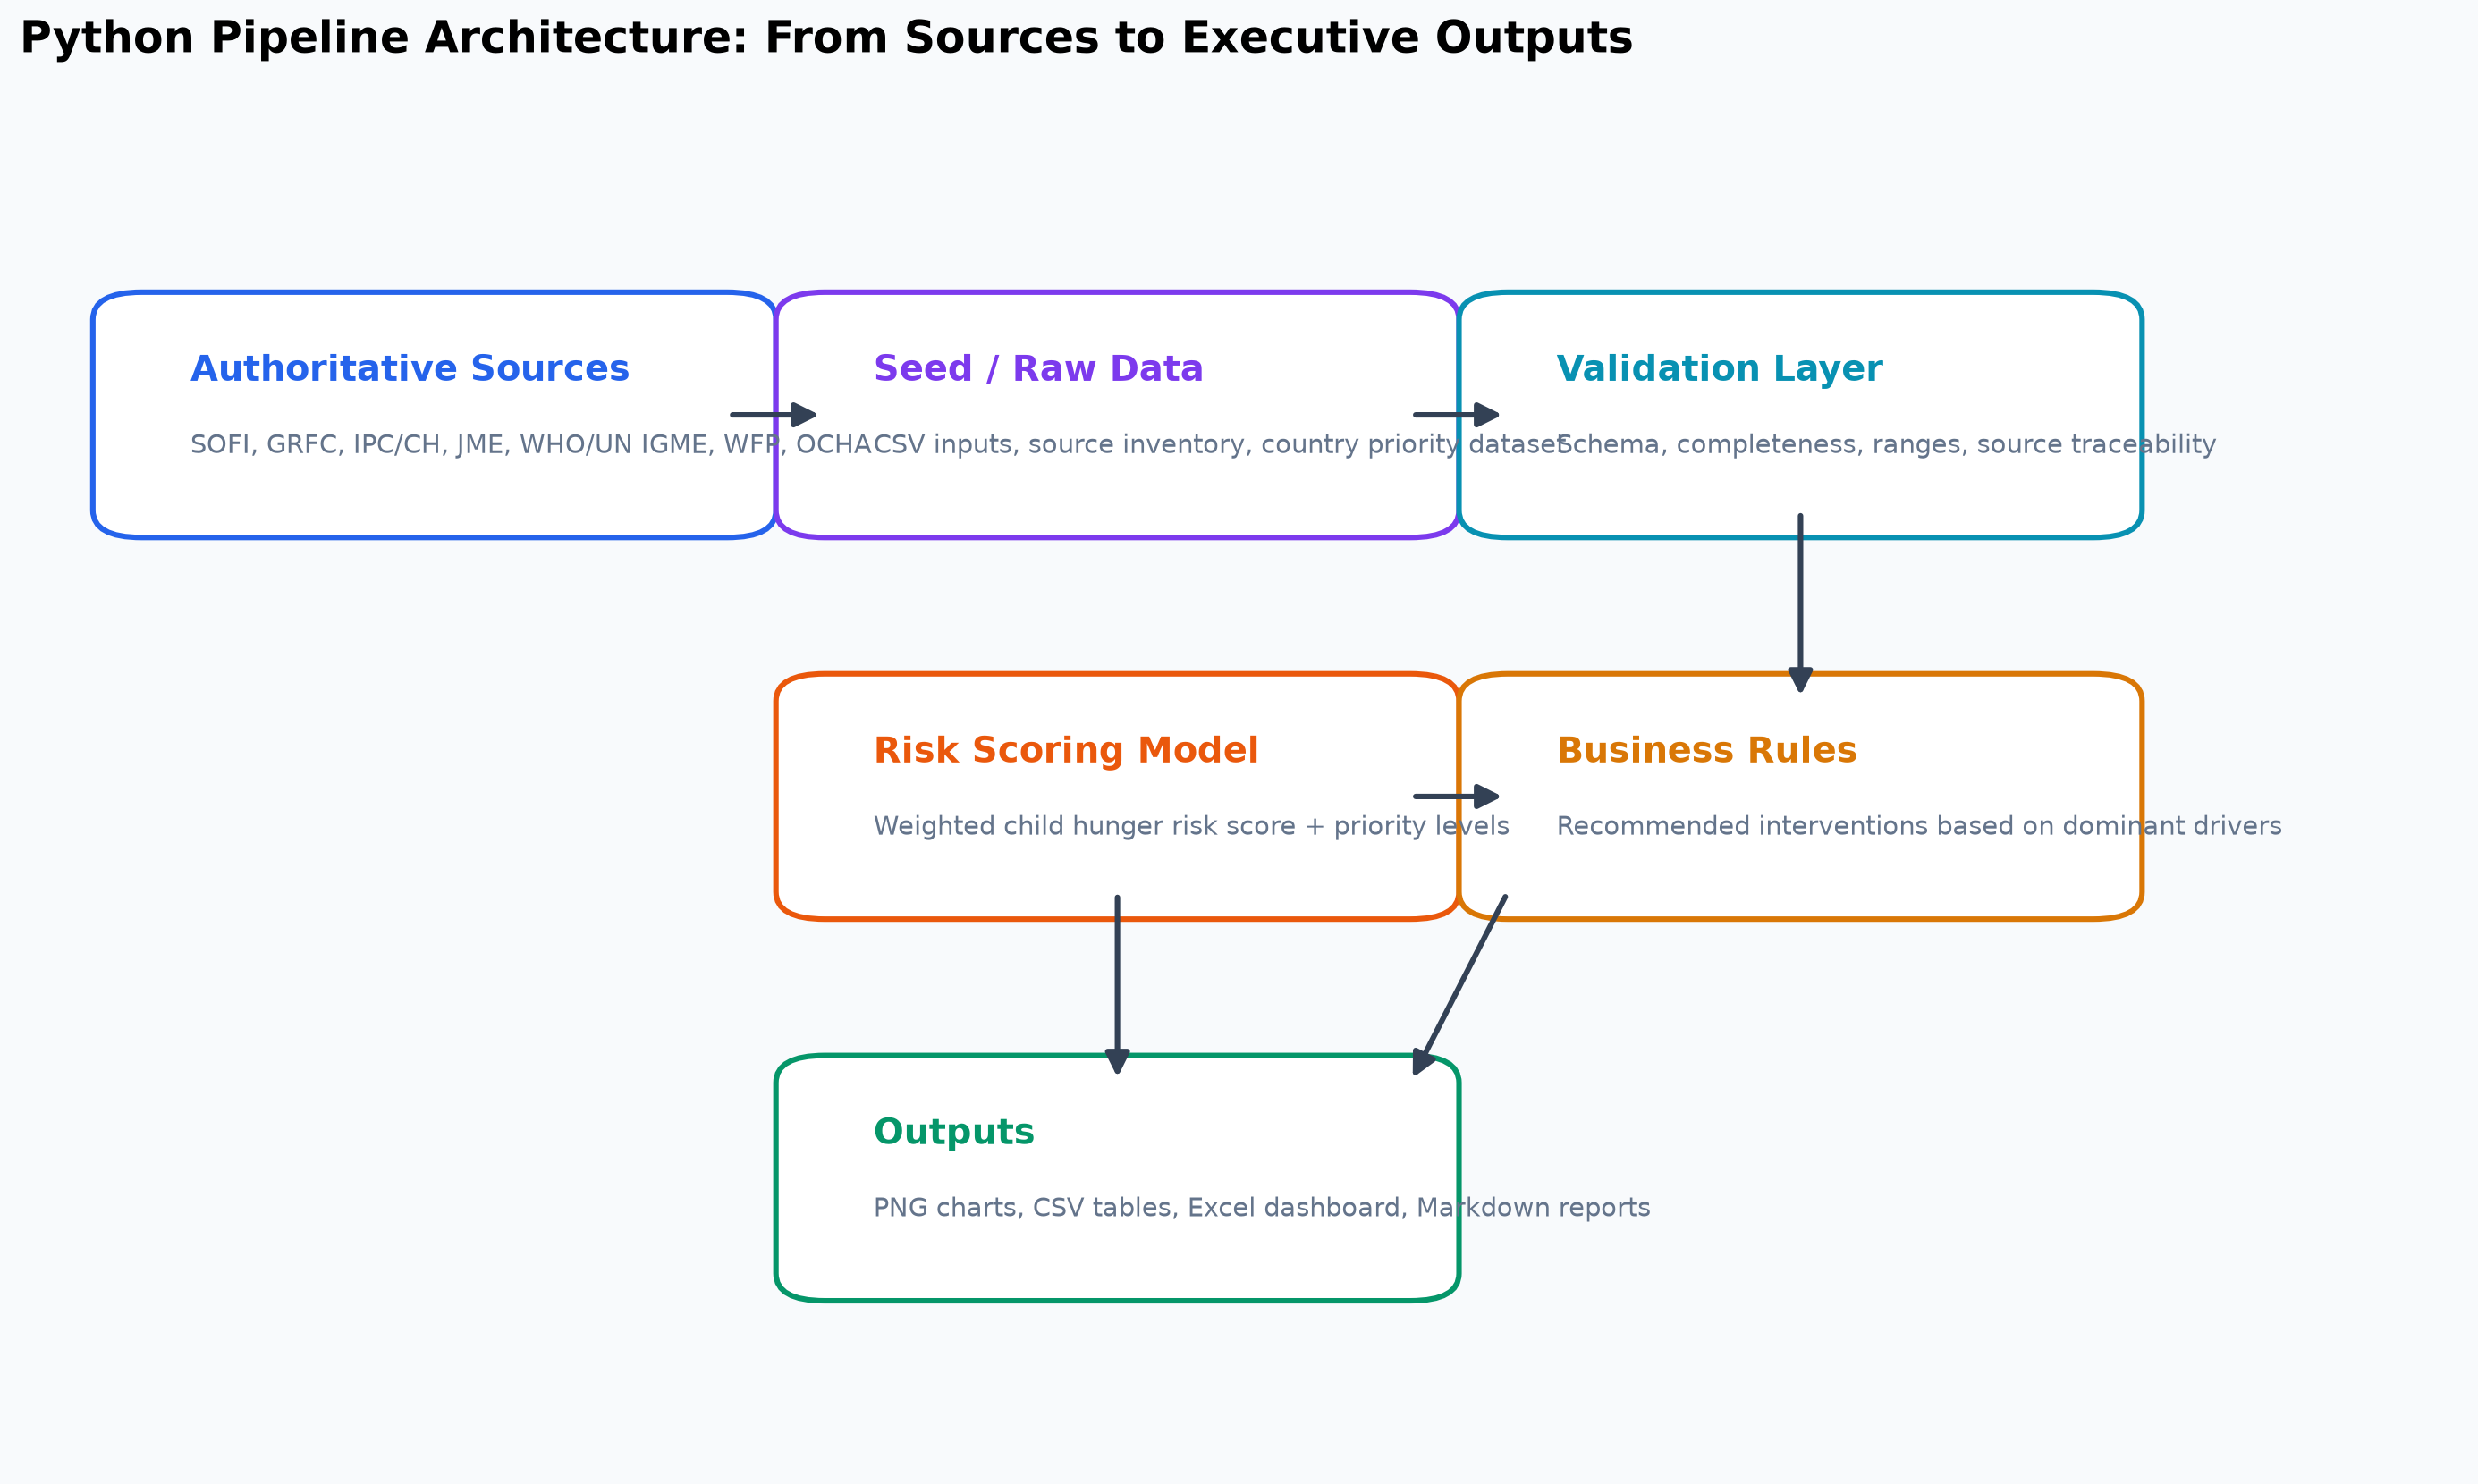 Python Pipeline Architecture: From Sources to Executive Outputs
Authoritative Sources
SOFI, GRFC, IPC/CH, JME, WHO/UN IGME, WFP, OCHA
Seed / Raw Data
CSV inputs, source inventory, country priority dataset
Validation Layer
Schema, completeness, ranges, source traceability
Risk Scoring Model
Weighted child hunger risk score + priority levels
Business Rules
Recommended interventions based on dominant drivers
Outputs
PNG charts, CSV tables, Excel dashboard, Markdown reports